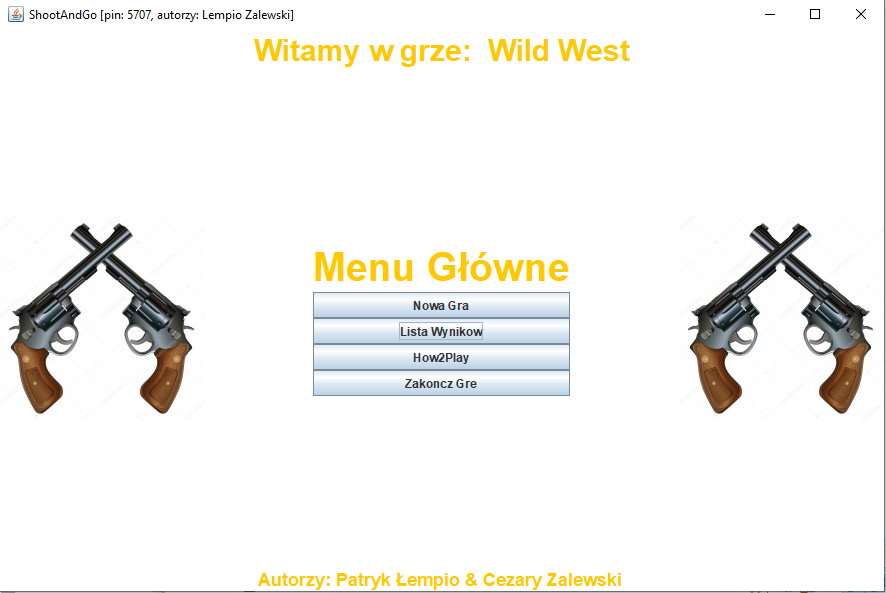 ShootAndGo [pin: 5707, autorzy: Lempio Zalewski]
Witamy w grze: Wild West
Menu Główne
Nowa Gra
Lista Wynikow
How2Play
Zakoncz Gre
Autorzy: Patryk Łempio & Cezary Zalewski